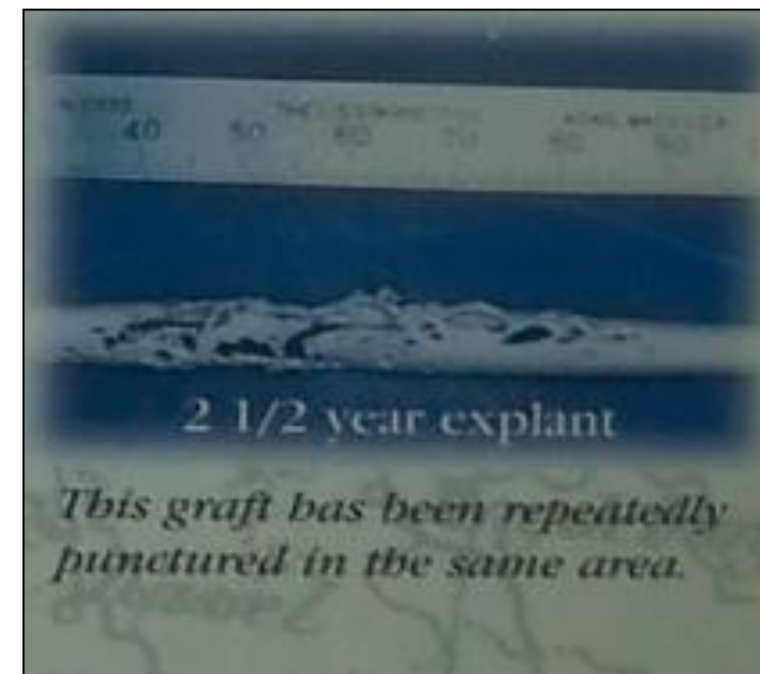 40 50 60 70 80 90
2 1/2 year explant
This graft has been repeatedly
punctured in the same area.